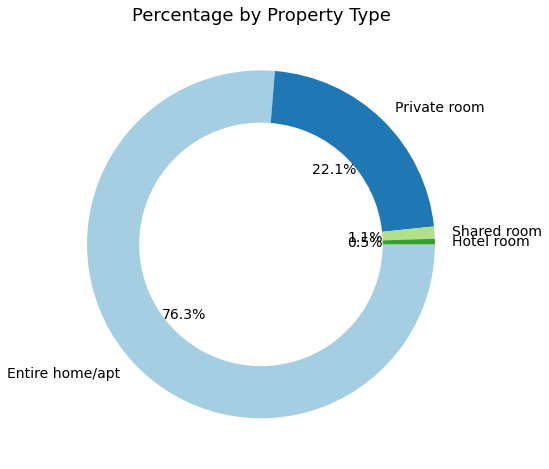 Percentage by Property Type
Private room
22.1%
Shared room
1.1%
Hotel room
0.5%
76.3%
Entire home/apt